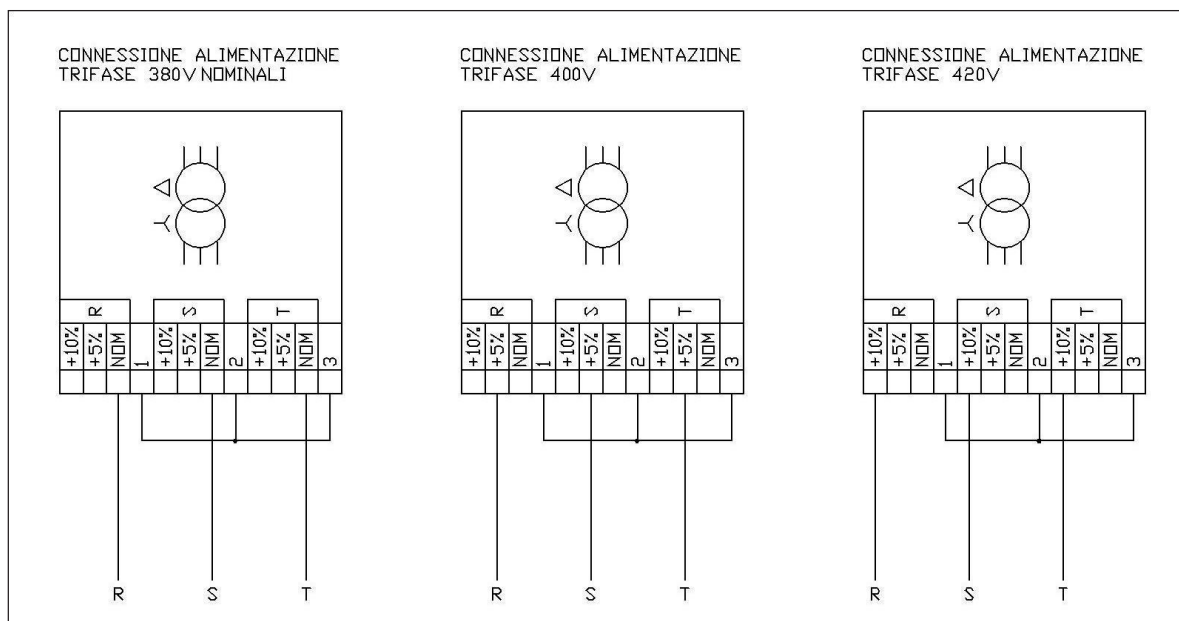 CONNESSIONE ALIMENTAZIONE
TRIFASE 380V NOMINALI
R
S
T
+10%
+5%
NOM
1
+10%
+5%
NOM
2
+10%
+5%
NOM
3
R
S
T
CONNESSIONE ALIMENTAZIONE
TRIFASE 400V
R
S
T
+10%
+5%
NOM
1
+10%
+5%
NOM
2
+10%
+5%
NOM
3
R
S
T
CONNESSIONE ALIMENTAZIONE
TRIFASE 420V
R
S
T
+10%
+5%
NOM
1
+10%
+5%
NOM
2
+10%
+5%
NOM
3
R
S
T